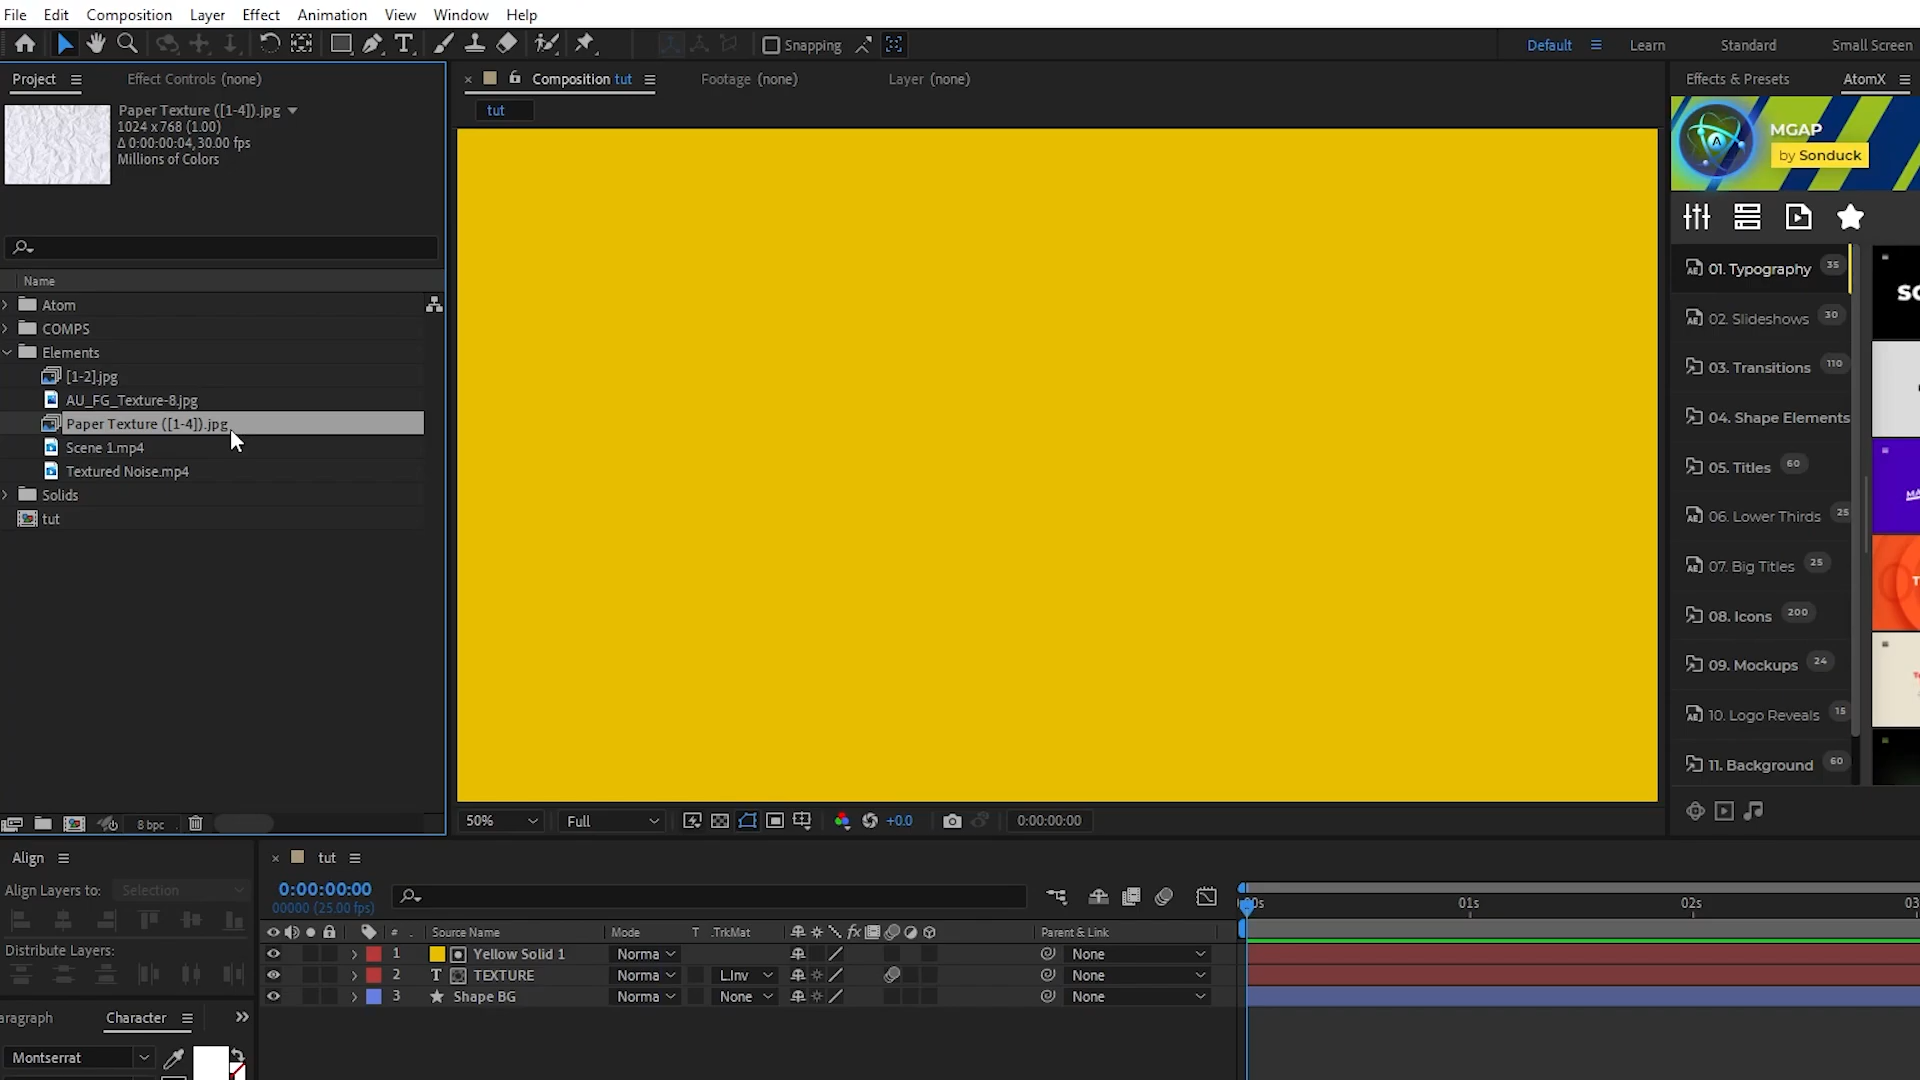 File Edit Composition Layer Effect Animation View Window Help
Snapping Default Learn Standard Small Screen
Project Effect Controls (none) Composition tut Footage (none) Layer (none) Effects & Presets AtomX
tut
Paper Texture ([1-4]).jpg
1024 x 768 (1.00)
Δ 0:00:00:04, 30.00 fps
Millions of Colors
MGAP
by Sonduck
Name
Atom
COMPS
Elements
[1-2].jpg
AU_FG_Texture-8.jpg
Paper Texture ([1-4]).jpg
Scene 1.mp4
Textured Noise.mp4
Solids
tut
01. Typography 35
02. Slideshows 30
03. Transitions 110
04. Shape Elements
05. Titles 60
06. Lower Thirds 25
07. Big Titles 25
08. Icons 200
09. Mockups 24
10. Logo Reveals 15
11. Background 60
8 bpc
50% Full +0.0 0:00:00:00
Align
Align Layers to: Selection
Distribute Layers:
aragraph Character
Montserrat
tut
0:00:00:00
00000 (25.00 fps)
# Source Name Mode T .TrkMat fx Parent & Link
1 Yellow Solid 1 Norma None
2 T TEXTURE Norma L.Inv None
3 Shape BG Norma None None
00s 01s 02s 03